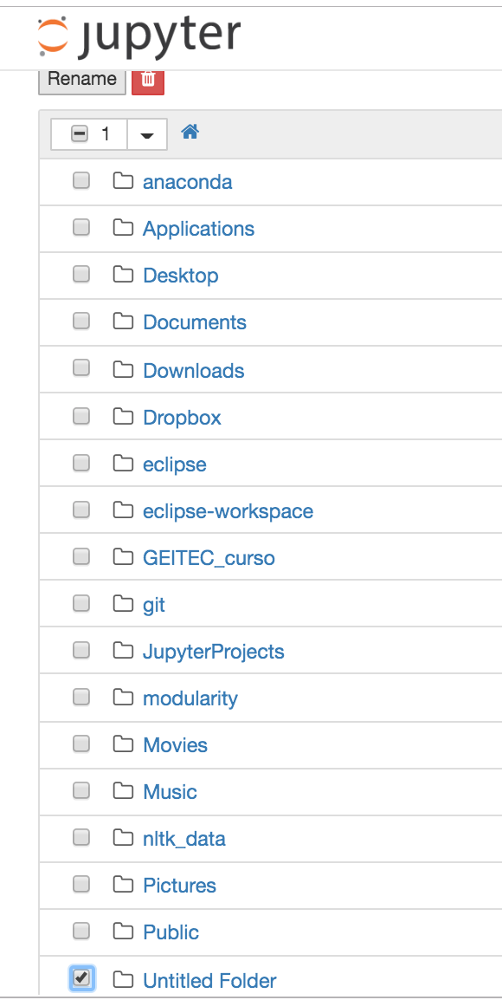 jupyter
Rename
1
anaconda
Applications
Desktop
Documents
Downloads
Dropbox
eclipse
eclipse-workspace
GEITEC_curso
git
JupyterProjects
modularity
Movies
Music
nltk_data
Pictures
Public
Untitled Folder